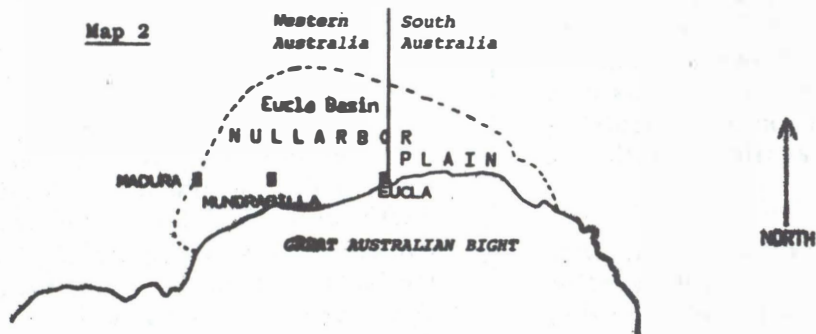 Map 2
Western Australia
South Australia
Eucla Basin
NULLARBOR
PLAIN
MADURA
MUNDRABILLA
EUCLA
GREAT AUSTRALIAN BIGHT
NORTH